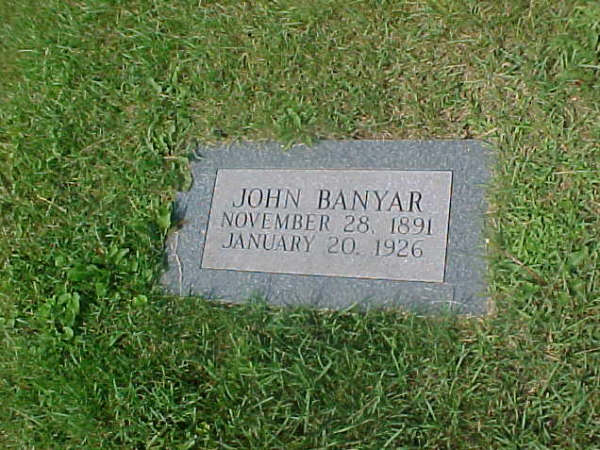 JOHN BANYAR
NOVEMBER 28, 1891
JANUARY 20, 1926